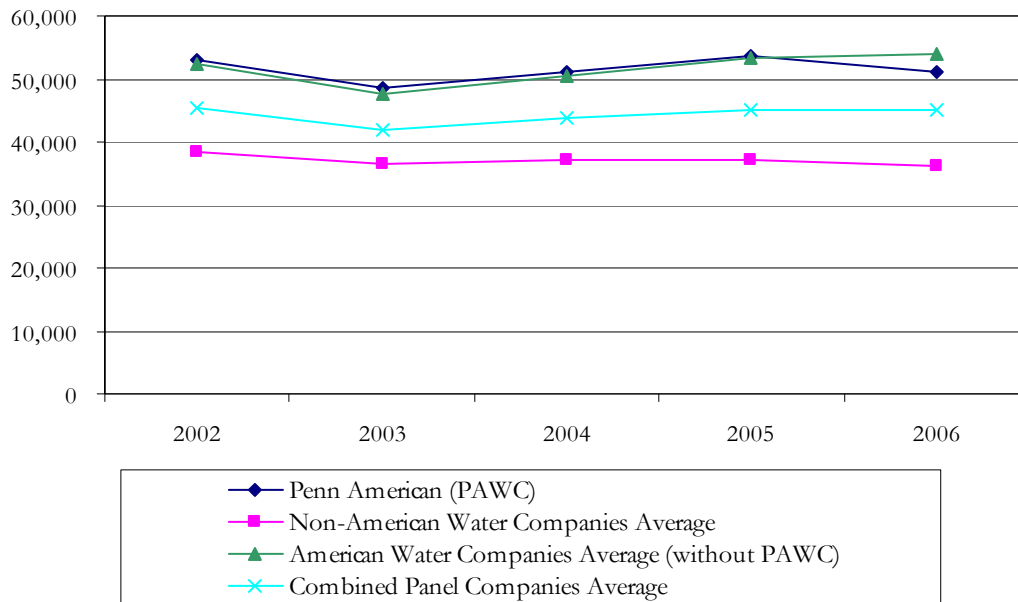 60,000
50,000
40,000
30,000
20,000
10,000
0
2002 2003 2004 2005 2006
Penn American (PAWC)
Non-American Water Companies Average
American Water Companies Average (without PAWC)
Combined Panel Companies Average